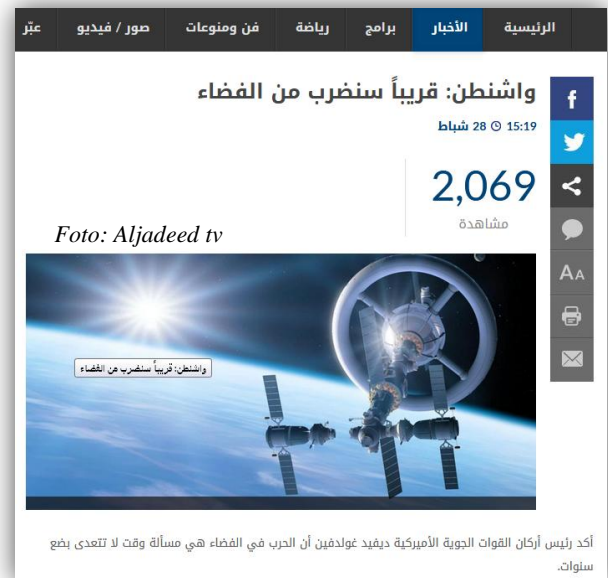 الرئيسية الأخبار برامج رياضة فن ومنوعات صور / فيديو عبّر
واشنطن: قريباً سنضرب من الفضاء
15:19 28 شباط
2,069
مشاهدة
Foto: Aljadeed tv
AA
واشنطن: قريباً سنضرب من الفضاء
أكد رئيس أركان القوات الجوية الأميركية ديفيد غولدفين أن الحرب في الفضاء هي مسألة وقت لا تتعدى بضع
سنوات.